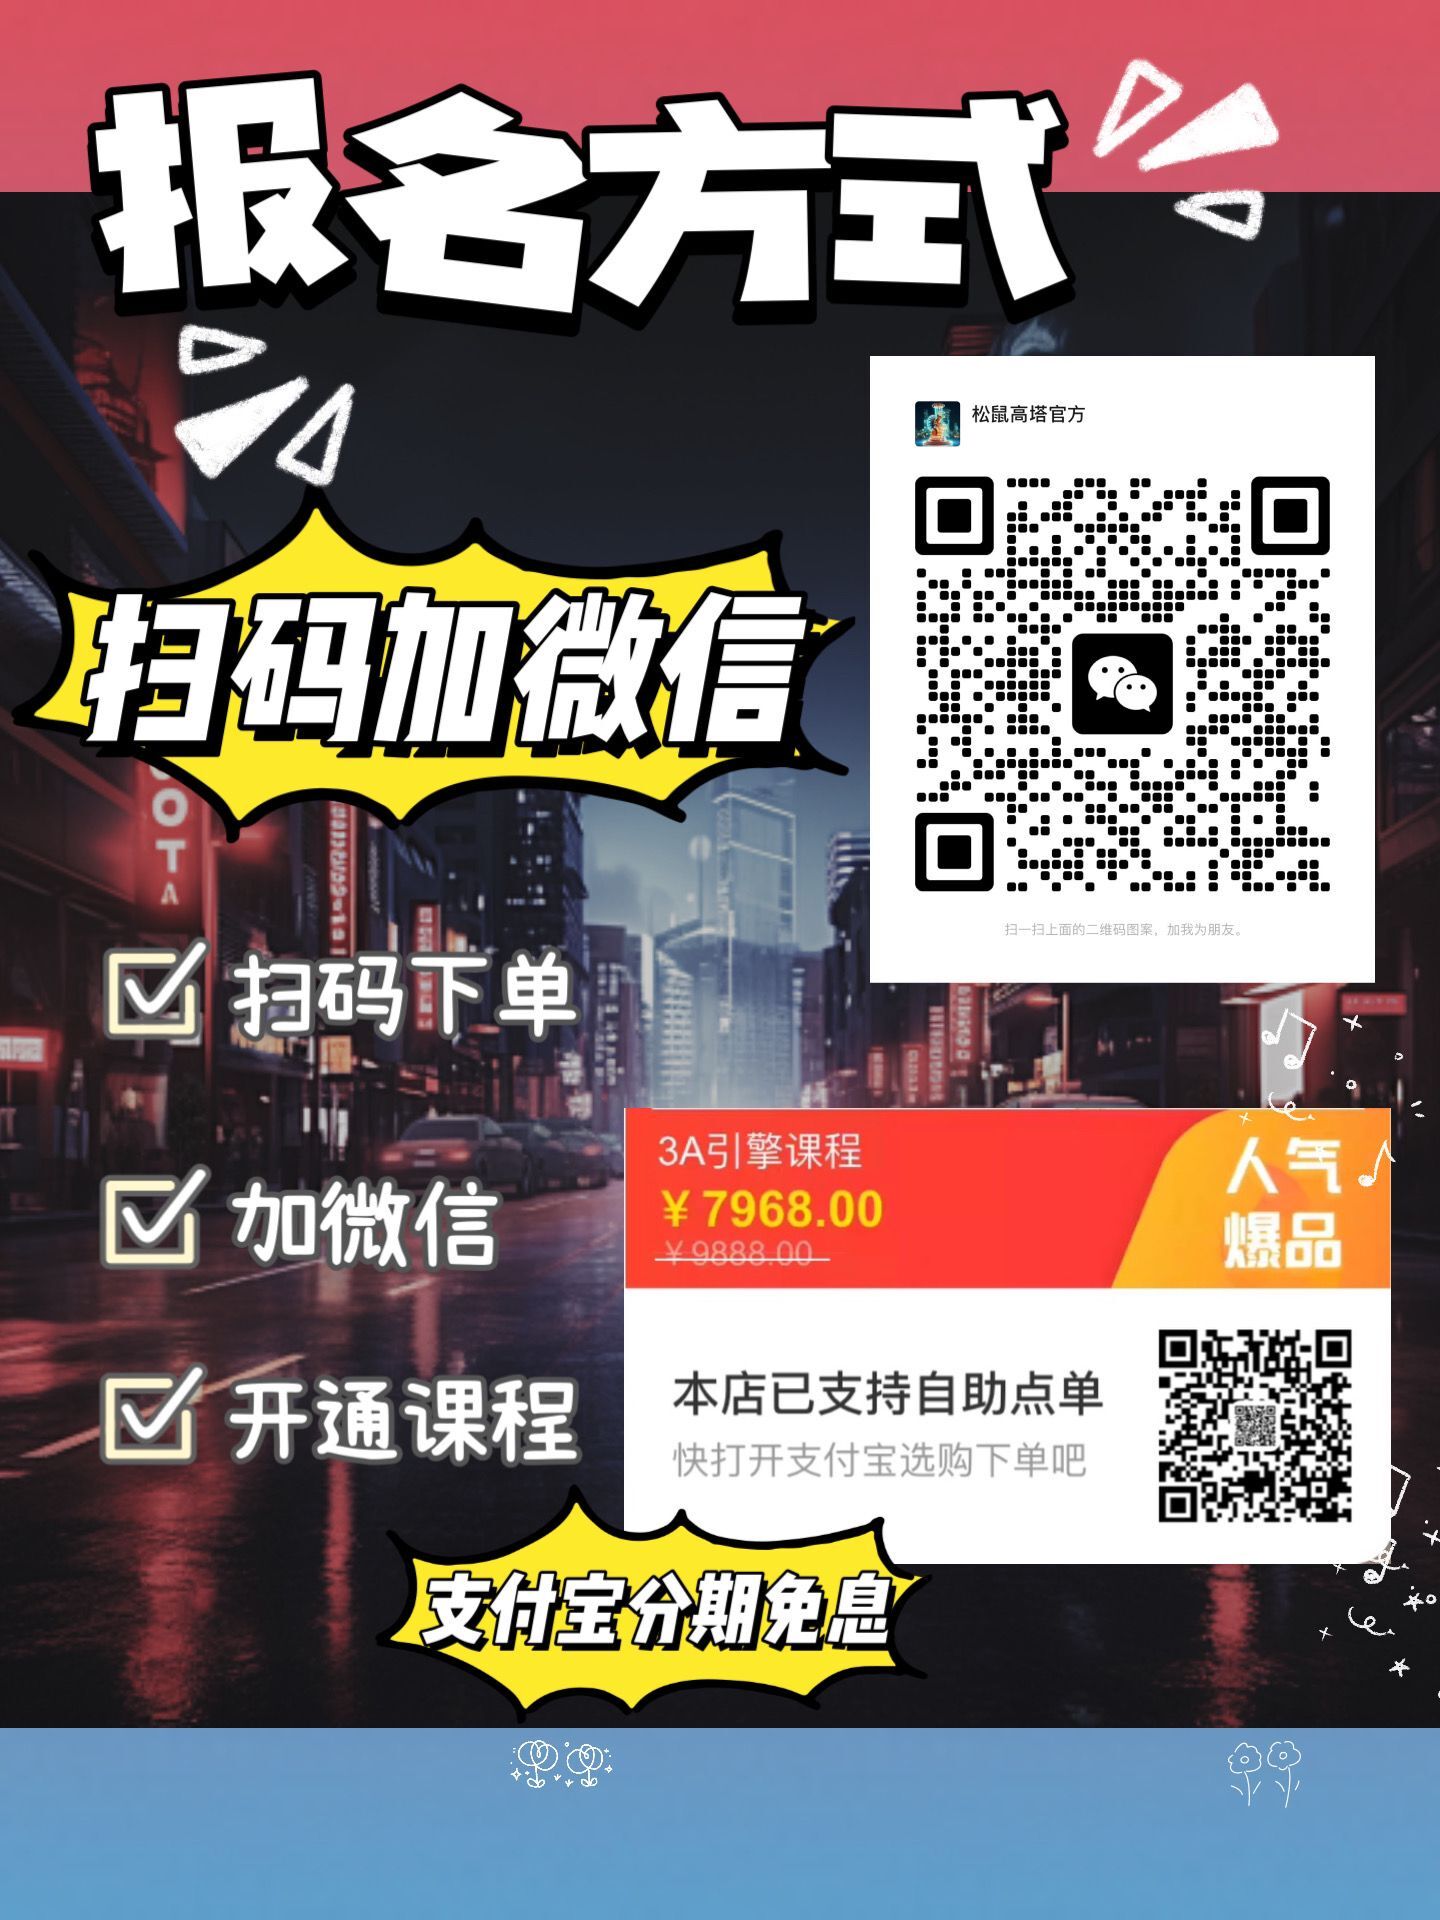 报名方式
松鼠高塔官方
扫码加微信
扫一扫上面的二维码图案，加我为朋友。
扫码下单
加微信
开通课程
3A引擎课程
￥7968.00
￥9888.00
人气
爆品
本店已支持自助点单
快打开支付宝选购下单吧
支付宝分期免息